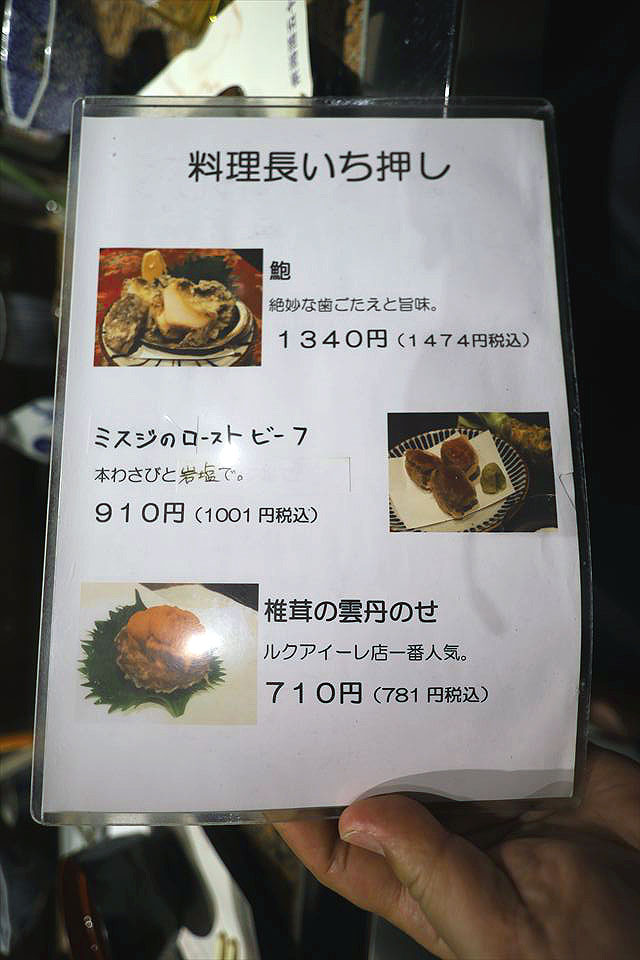 料理長いち押し
鮑
絶妙な歯ごたえと旨味。
１３４０円（１４７４円税込）
ミスジのローストビーフ
本わさびと岩塩で。
９１０円（1001円税込）
椎茸の雲丹のせ
ルクアイーレ店一番人気。
７１０円（781円税込）